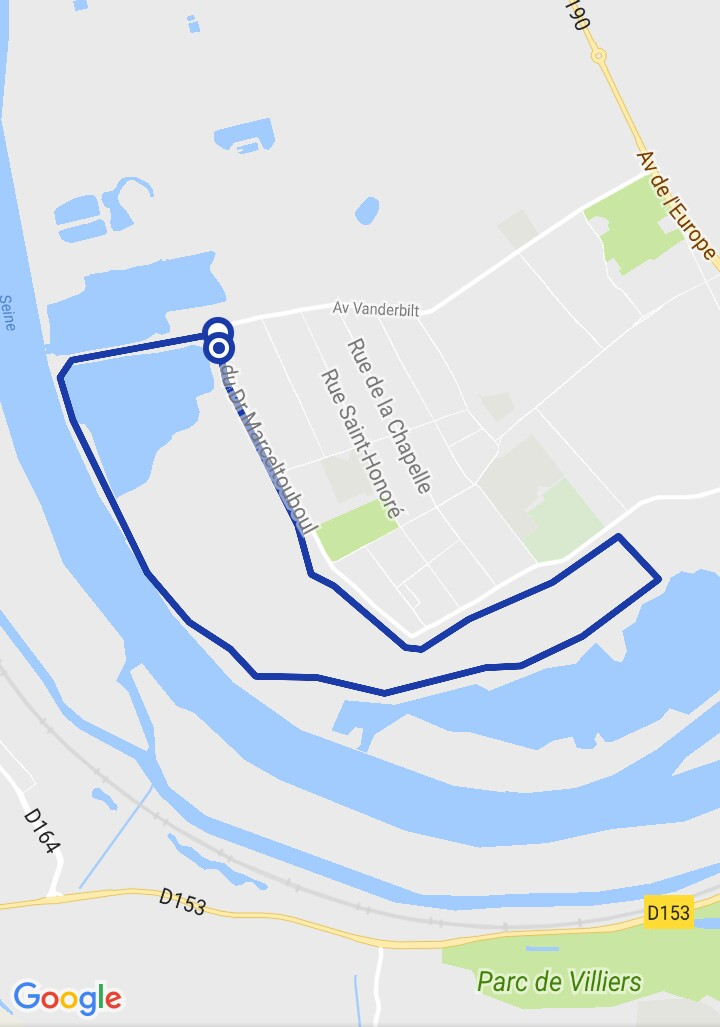 190
Av de l'Europe
Seine
Av Vanderbilt
Rue de la Chapelle
Rue Saint-Honoré
du Dr Marceltouboul
D164
D153
D153
Parc de Villiers
Google